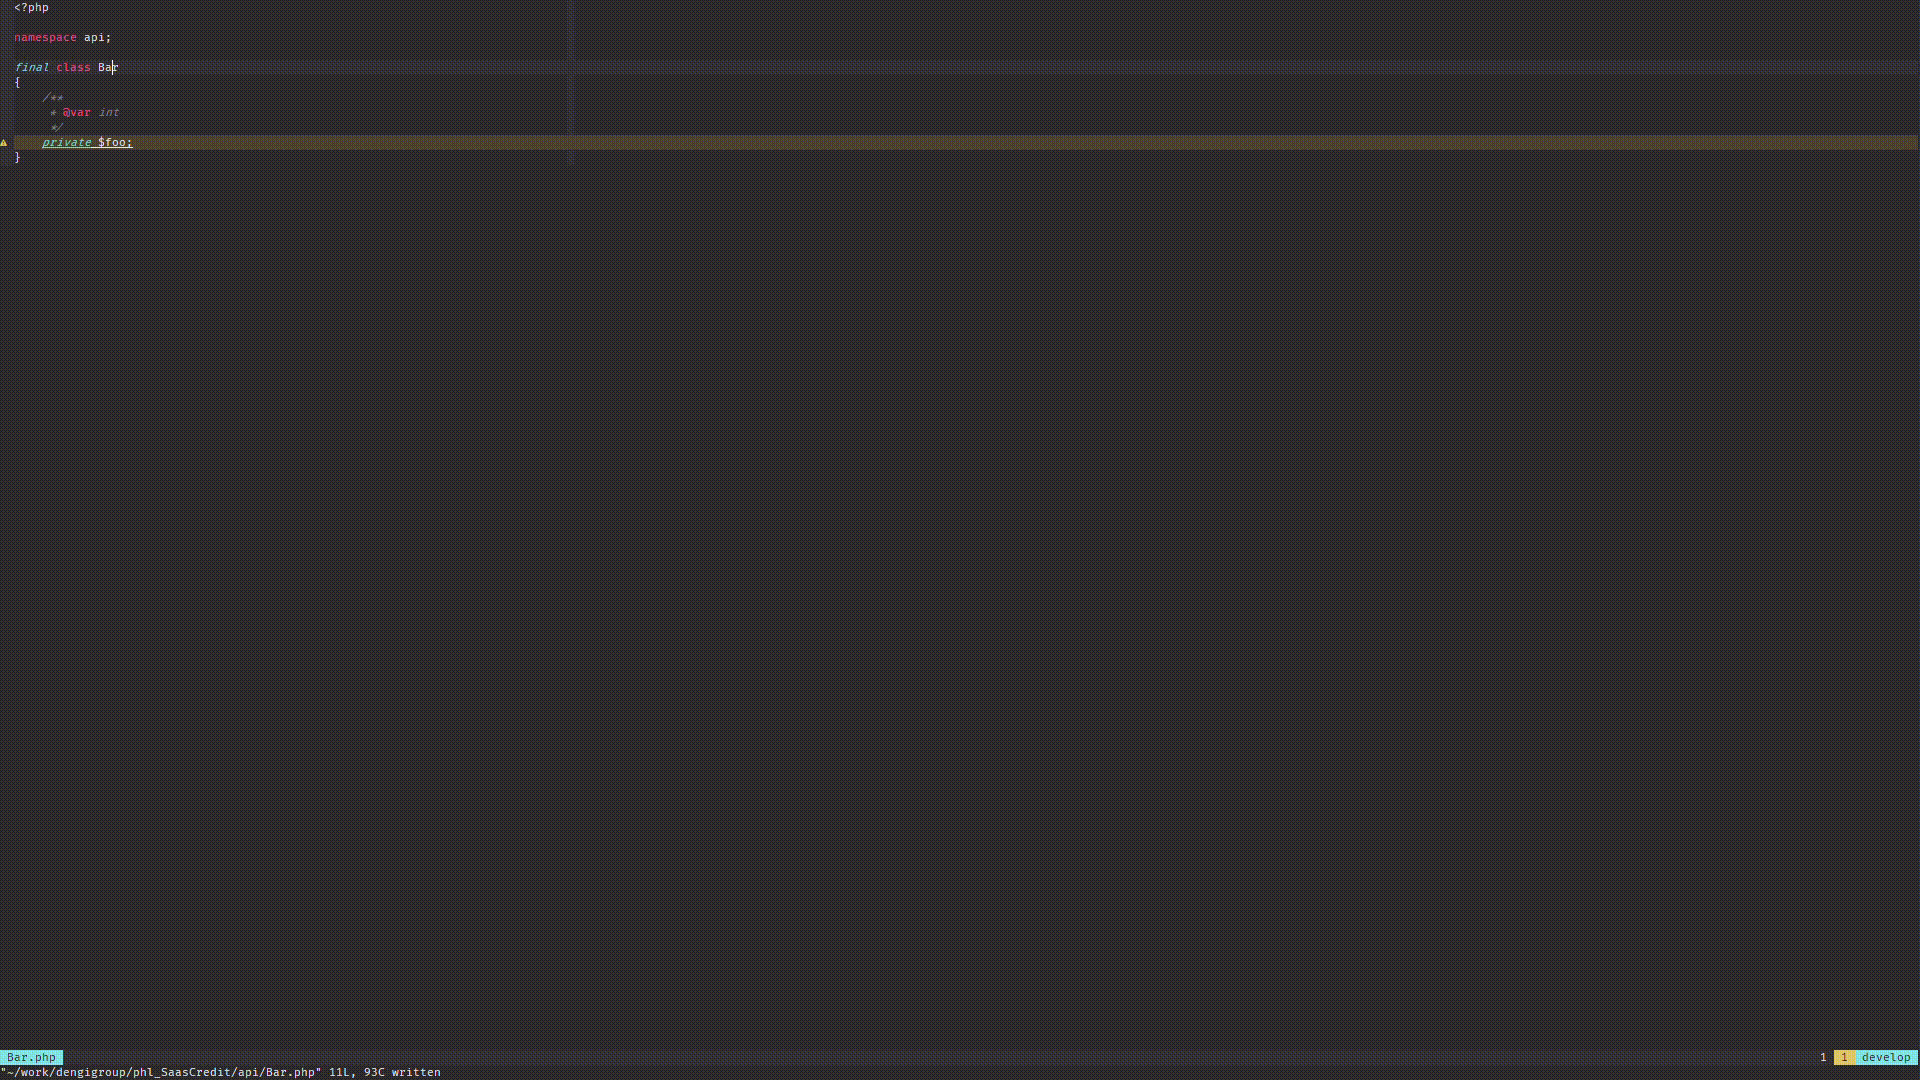 <?php
namespace api;
final class Bar
{
/**
* @var int
*/
private $foo;
}
Bar.php 1 1 develop
"~/work/dengigroup/phl_SaasCredit/api/Bar.php" 11L, 93C written